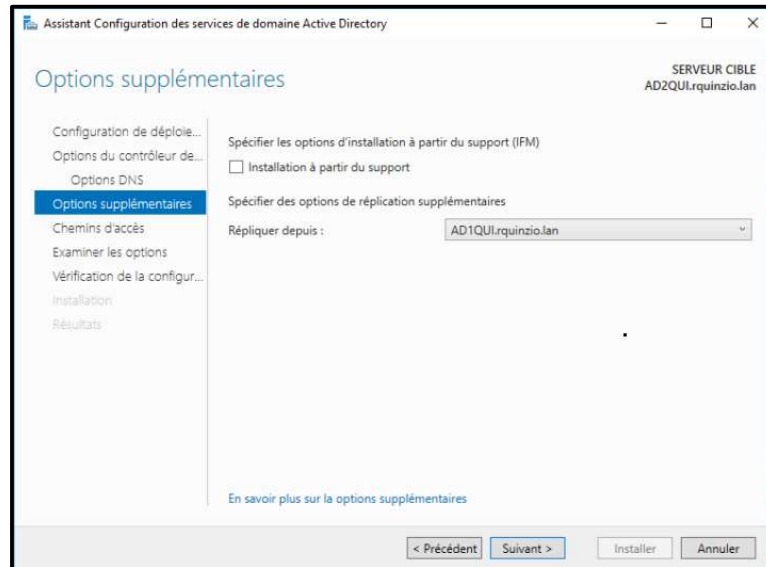 Assistant Configuration des services de domaine Active Directory
Options supplémentaires
SERVEUR CIBLE
AD2QUI.rquinzio.lan
Configuration de déploie...
Options du contrôleur de...
Options DNS
Options supplémentaires
Chemins d'accès
Examiner les options
Vérification de la configur...
Installation
Résultats
Spécifier les options d'installation à partir du support (IFM)
Installation à partir du support
Spécifier des options de réplication supplémentaires
Répliquer depuis :
AD1QUI.rquinzio.lan
En savoir plus sur la options supplémentaires
< Précédent
Suivant >
Installer
Annuler